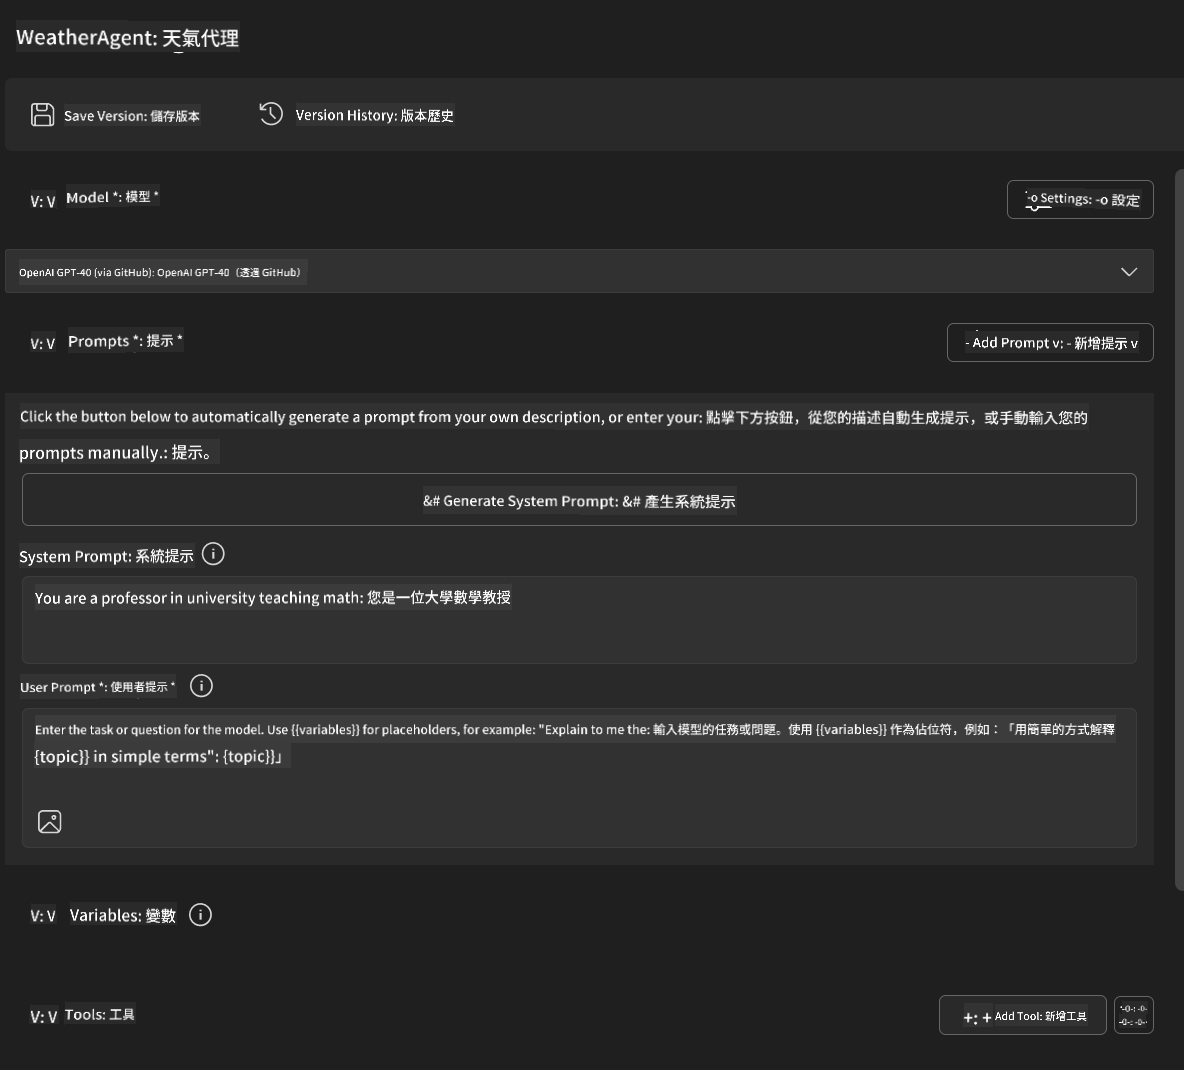 WeatherAgent: 天氣代理
Save Version: 儲存版本
Version History: 版本歷史
V: V Model *: 模型 *
-o Settings: -o 設定
OpenAI GPT-40 (via GitHub): OpenAI GPT-40（透過 GitHub）
V: V Prompts *: 提示 *
- Add Prompt v: - 新增提示 v
Click the button below to automatically generate a prompt from your own description, or enter your: 點擊下方按鈕，從您的描述自動生成提示，或手動輸入您的
prompts manually.: 提示。
&# Generate System Prompt: &# 產生系統提示
System Prompt: 系統提示
You are a professor in university teaching math: 您是一位大學數學教授
User Prompt *: 使用者提示 *
Enter the task or question for the model. Use {{variables}} for placeholders, for example: "Explain to me the: 輸入模型的任務或問題。使用 {{variables}} 作為佔位符，例如：「用簡單的方式解釋
{topic}} in simple terms": {topic}}」
V: V Variables: 變數
V: V Tools: 工具
+: + Add Tool: 新增工具
-0-: -0-
-0-: -0-